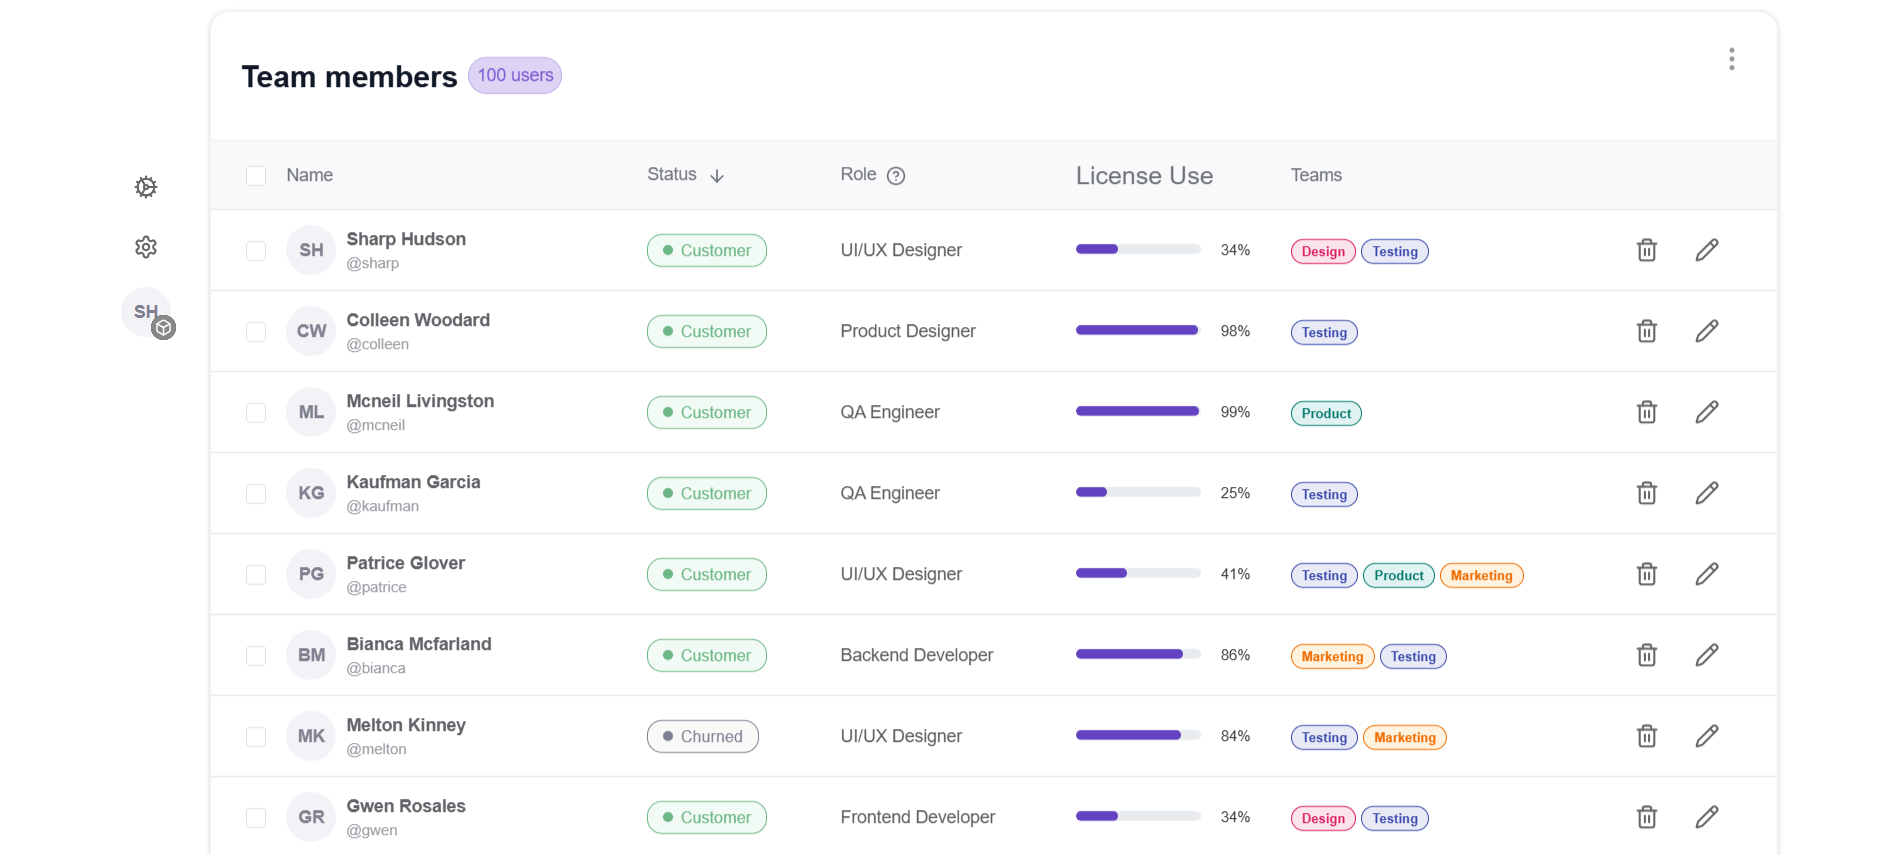 Team members 100 users
Name Status Role License Use Teams
SH Sharp Hudson @sharp Customer UI/UX Designer 34% Design Testing
SH
CW Colleen Woodard @colleen Customer Product Designer 98% Testing
ML Mcneil Livingston @mcneil Customer QA Engineer 99% Product
KG Kaufman Garcia @kaufman Customer QA Engineer 25% Testing
PG Patrice Glover @patrice Customer UI/UX Designer 41% Testing Product Marketing
BM Bianca Mcfarland @bianca Customer Backend Developer 86% Marketing Testing
MK Melton Kinney @melton Churned UI/UX Designer 84% Testing Marketing
GR Gwen Rosales @gwen Customer Frontend Developer 34% Design Testing